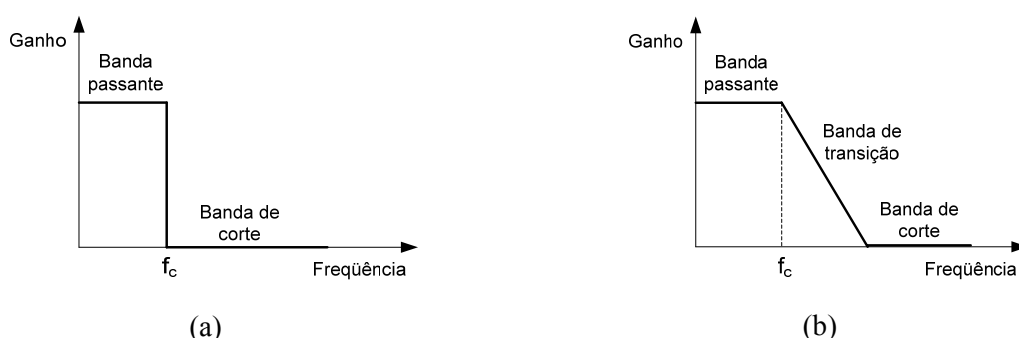 Ganho
Banda
passante
Banda de
corte
f_c
Freqüência
(a)
Ganho
Banda
passante
Banda de
transição
Banda de
corte
f_c
Freqüência
(b)